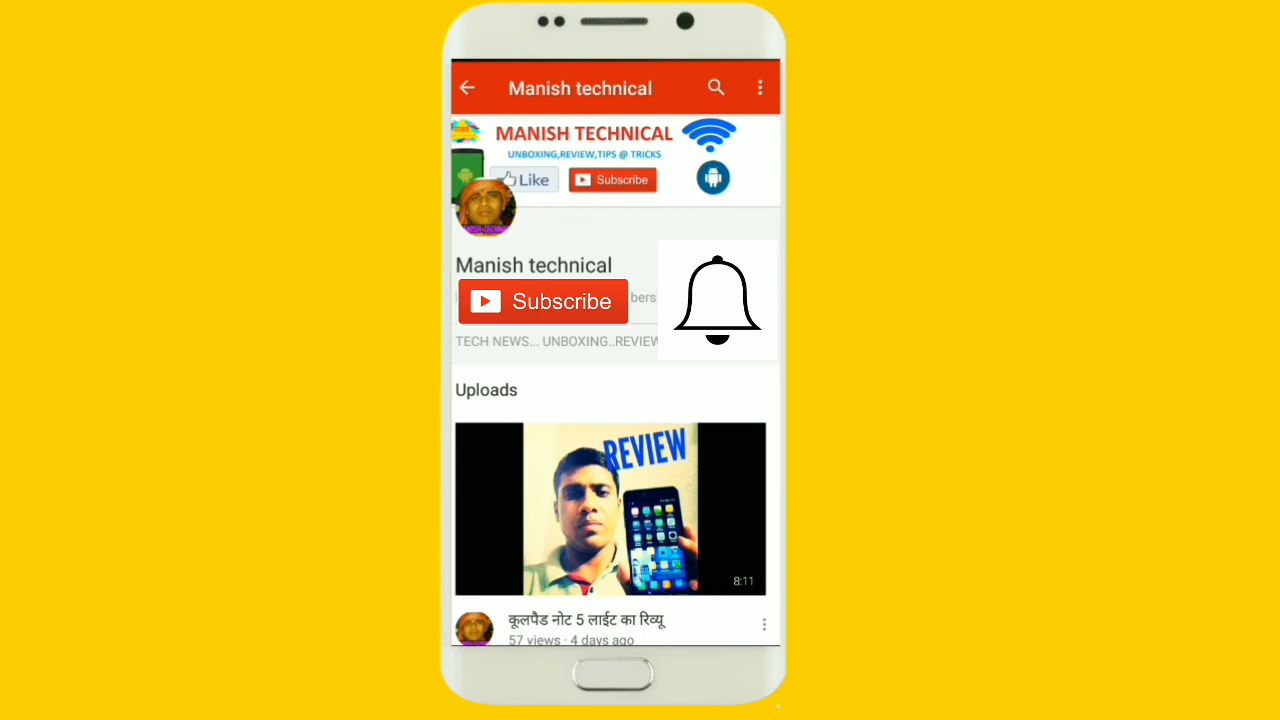 Manish technical
MANISH TECHNICAL
UNBOXING,REVIEW,TIPS @ TRICKS
Like
Subscribe
Manish technical
Subscribe
bers
TECH NEWS... UNBOXING..REVIEW
Uploads
REVIEW
8:11
कूलपैड नोट 5 लाईट का रिव्यू
57 views · 4 days ago